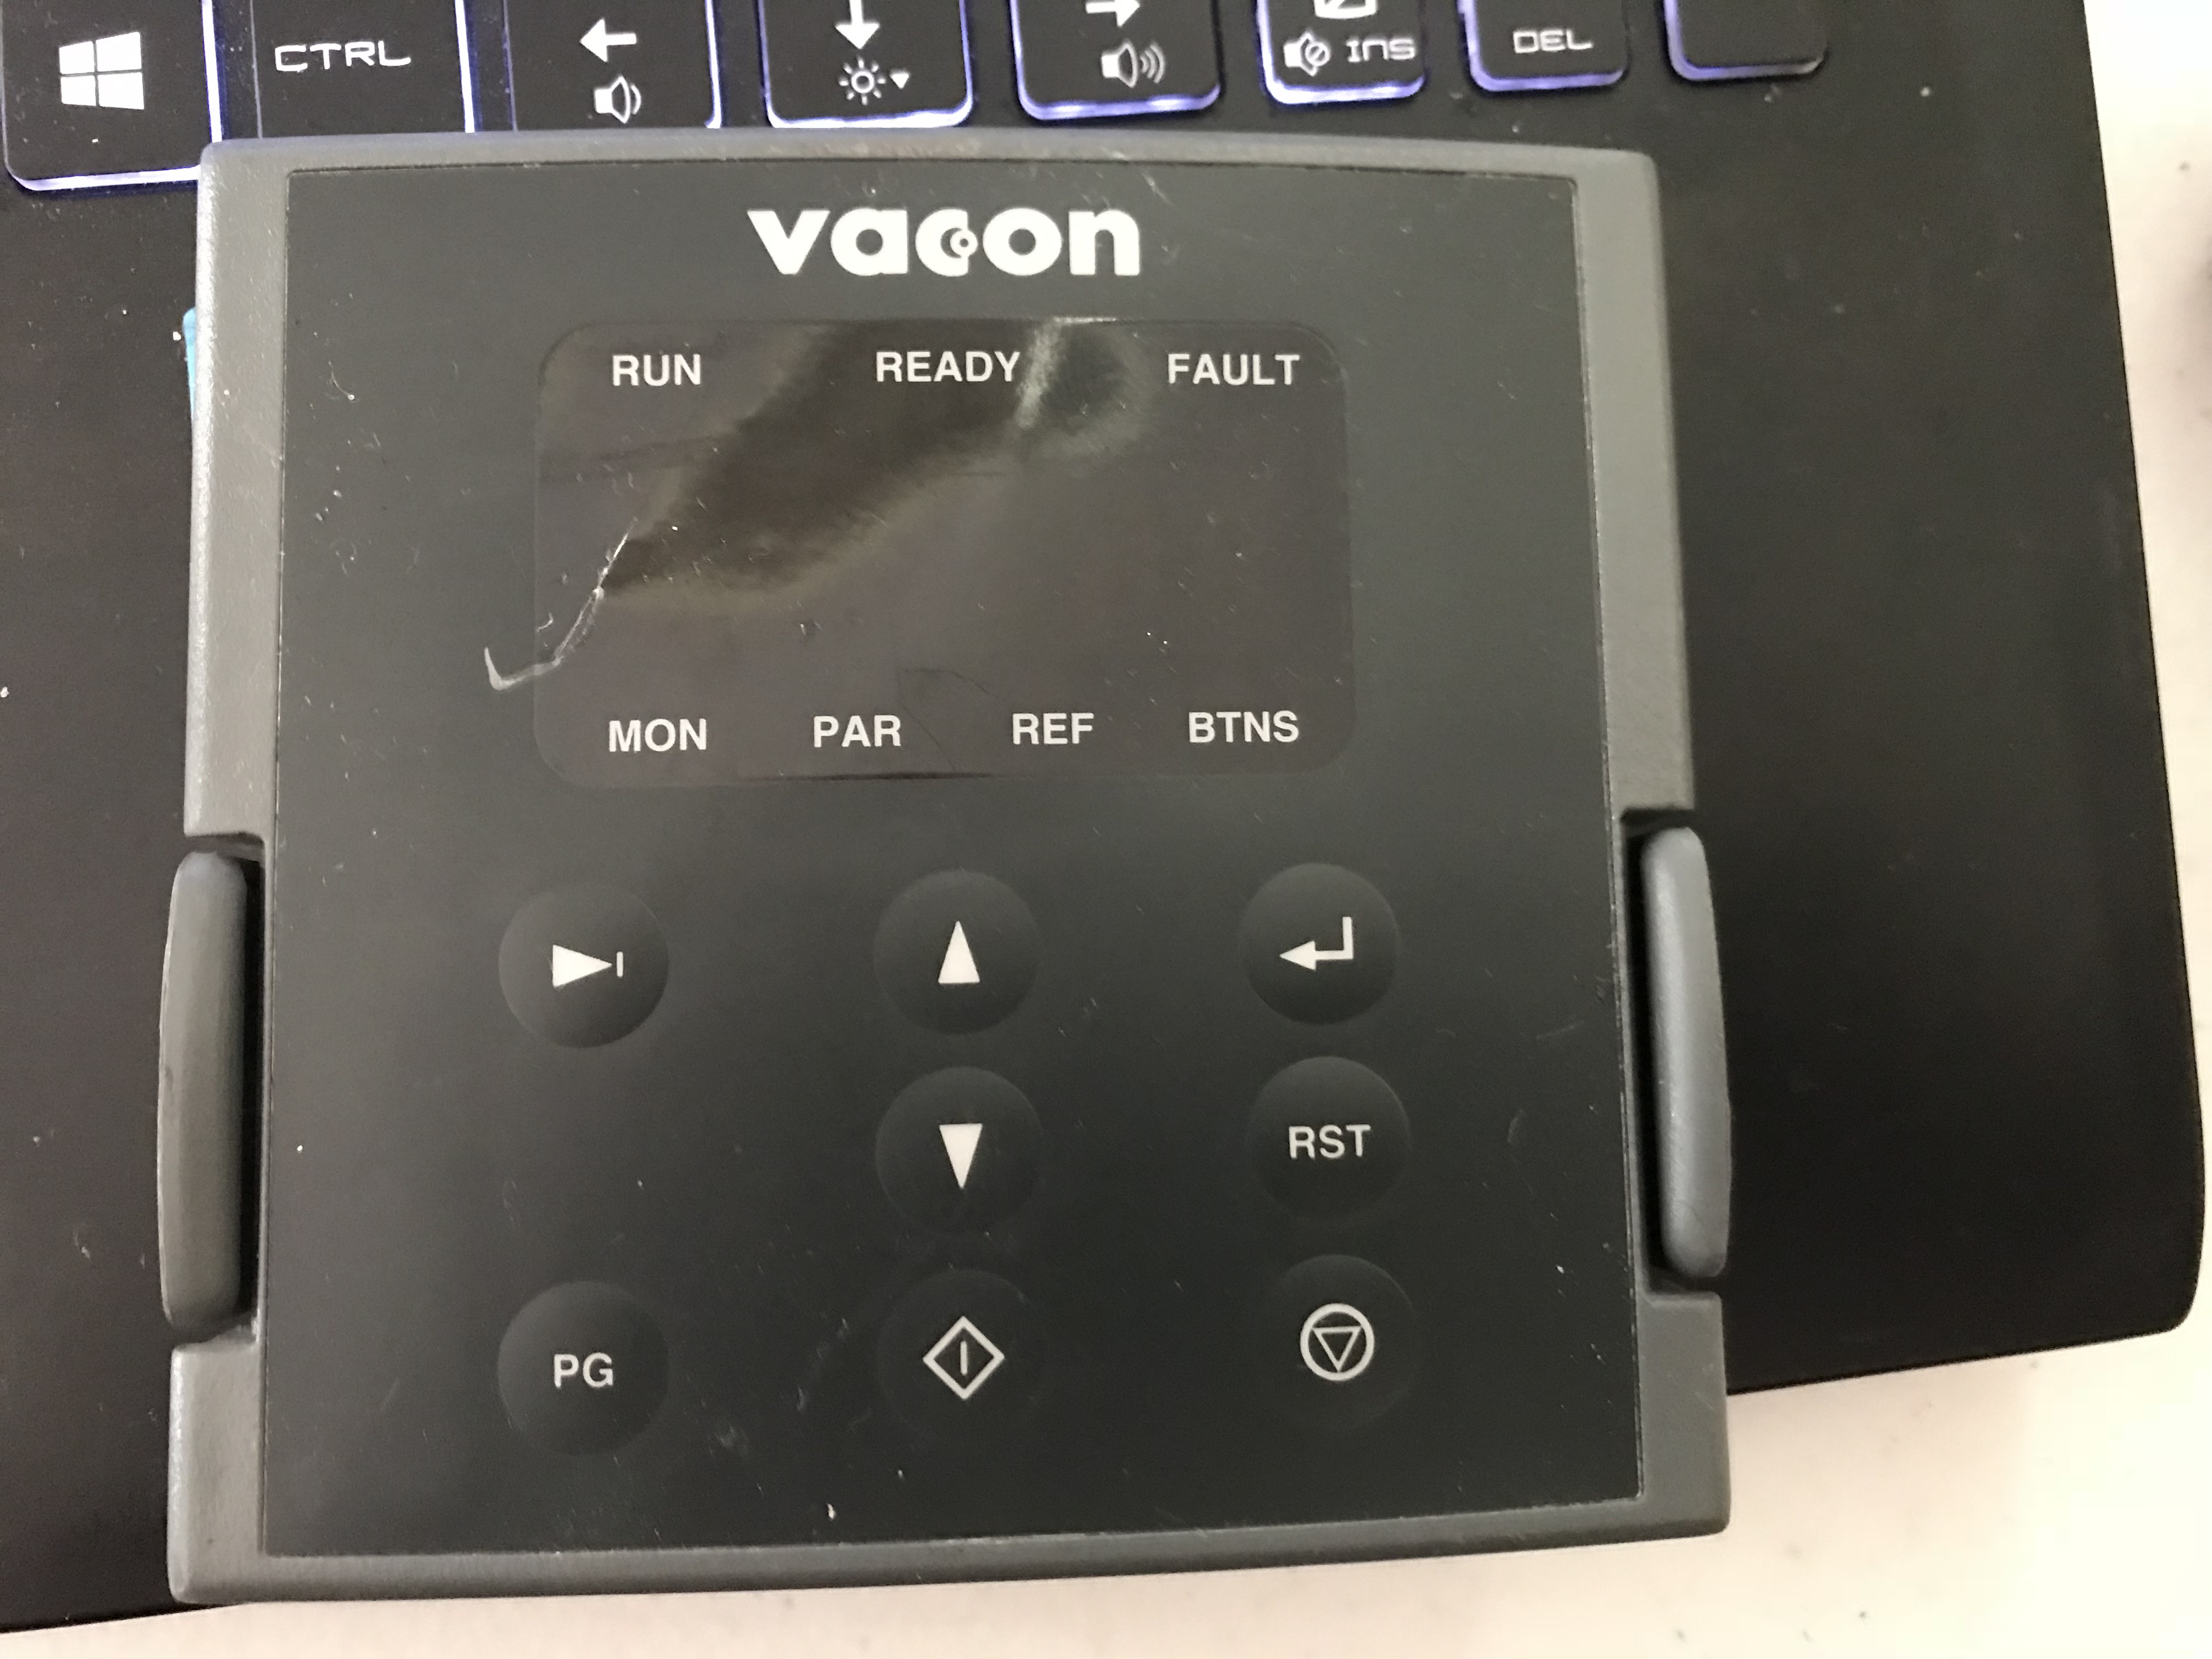 vacon
RUN READY FAULT
MON PAR REF BTNS
RST
PG
CTRL
Ins
DEL